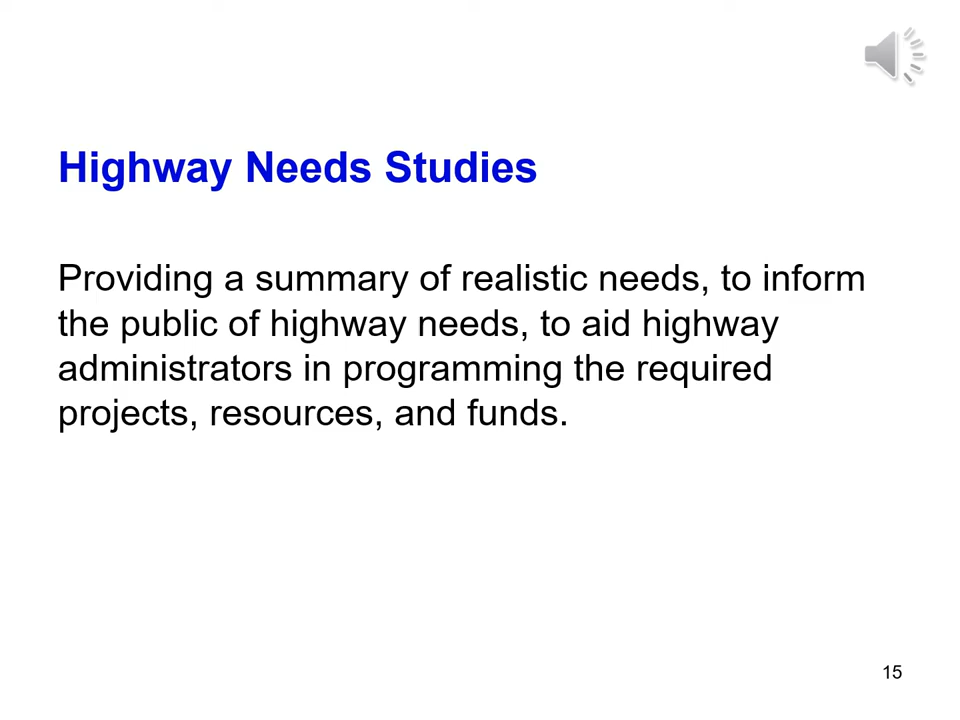 Highway Needs Studies
Providing a summary of realistic needs, to inform
the public of highway needs, to aid highway
administrators in programming the required
projects, resources, and funds.
15